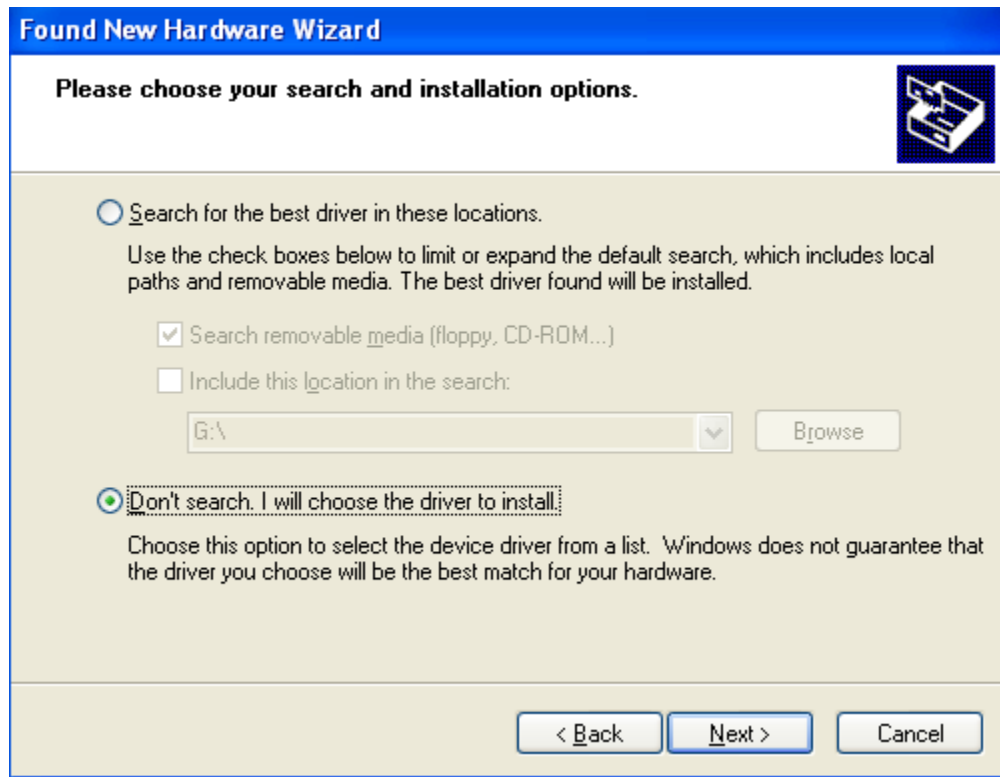 Found New Hardware Wizard
Please choose your search and installation options.
Search for the best driver in these locations.
Use the check boxes below to limit or expand the default search, which includes local
paths and removable media. The best driver found will be installed.
Search removable media (floppy, CD-ROM...)
Include this location in the search:
G:\
Browse
Don't search. I will choose the driver to install.
Choose this option to select the device driver from a list.  Windows does not guarantee that
the driver you choose will be the best match for your hardware.
< Back
Next >
Cancel